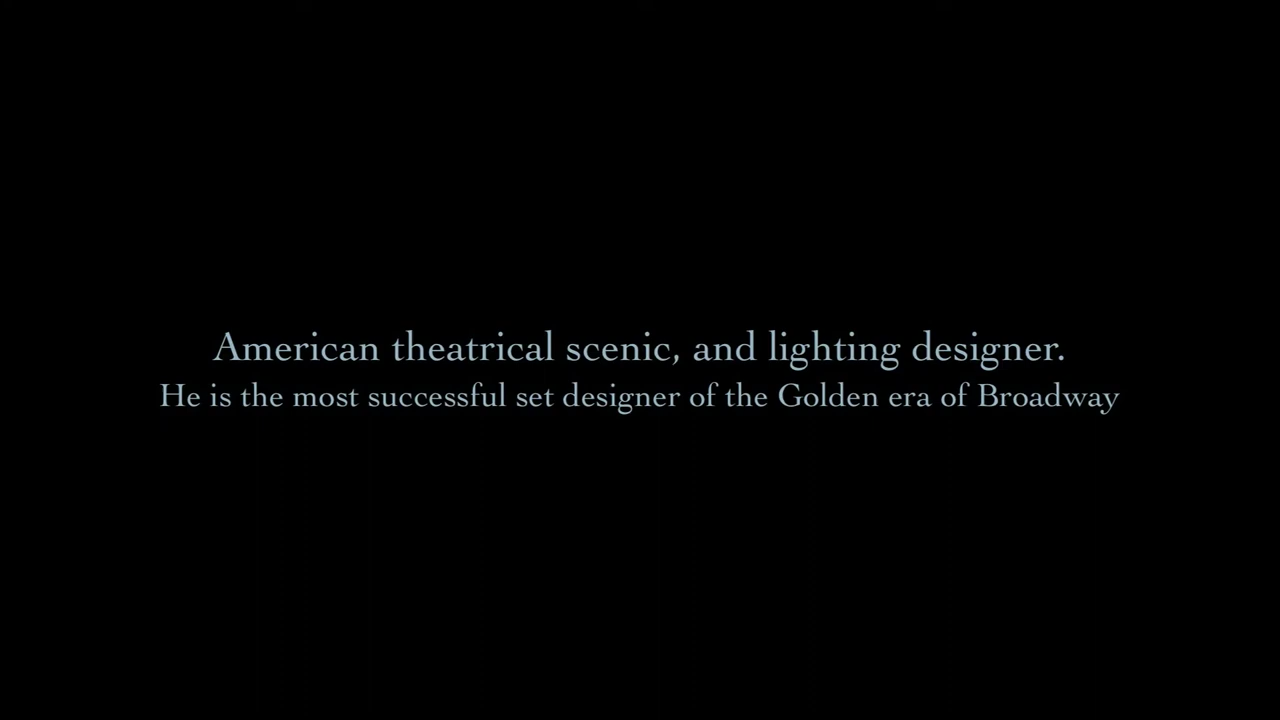 American theatrical scenic, and lighting designer.
He is the most successful set designer of the Golden era of Broadway